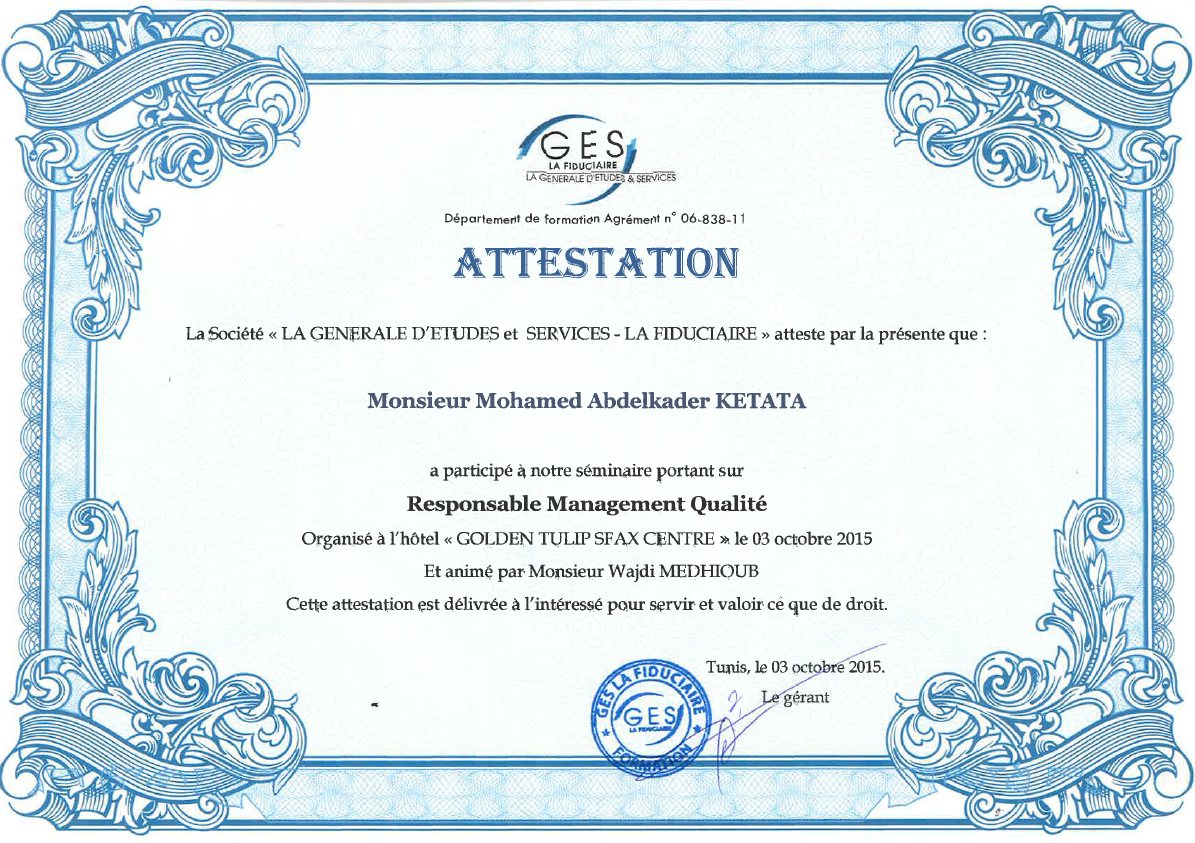 GES
LA FIDUCIAIRE
LA GENERALE D'ETUDES & SERVICES
Département de formation Agrément n° 06-838-11
ATTESTATION
La Société « LA GENERALE D'ETUDES et SERVICES - LA FIDUCIAIRE » atteste par la présente que :
Monsieur Mohamed Abdelkader KETATA
a participé à notre séminaire portant sur
Responsable Management Qualité
Organisé à l'hôtel « GOLDEN TULIP SFAX CENTRE » le 03 octobre 2015
Et animé par Monsieur Wajdi MEDHIOUB
Cette attestation est délivrée à l'intéressé pour servir et valoir ce que de droit.
Tunis, le 03 octobre 2015.
Le gérant
GES LA FIDUCIAIRE
GES
LA FIDUCIAIRE
FORMATION